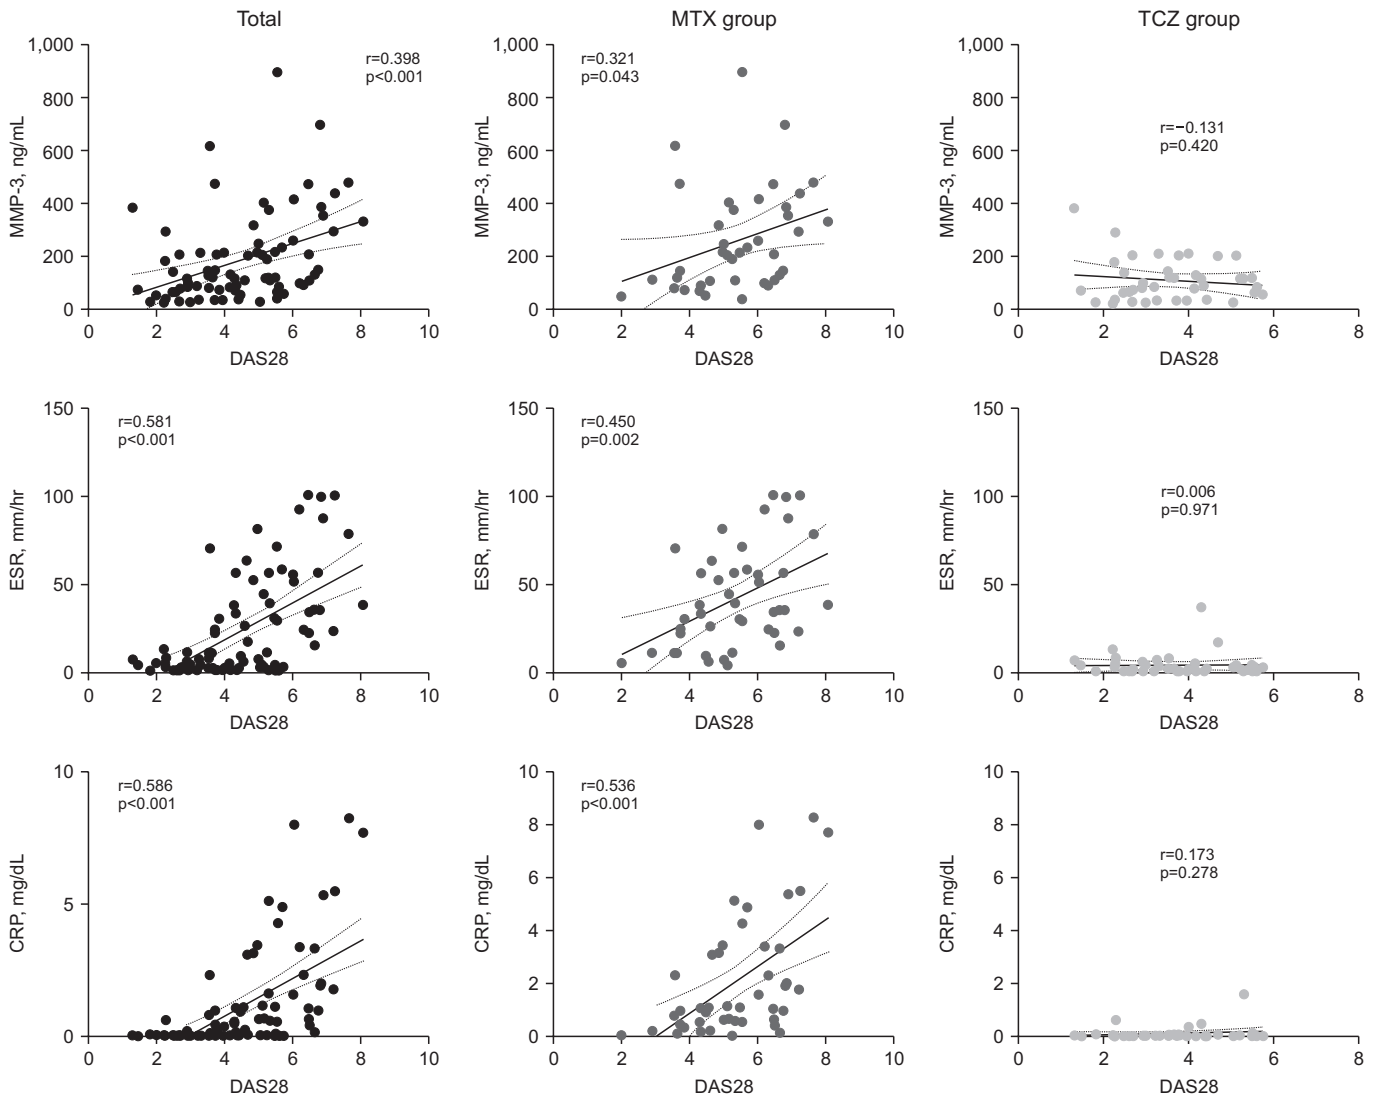 Total
MTX group
TCZ group
1,000
800
600
400
200
0
0 2 4 6 8 10
MMP-3, ng/mL
DAS28
r=0.398
p<0.001
1,000
800
600
400
200
0
0 2 4 6 8 10
MMP-3, ng/mL
DAS28
r=0.321
p=0.043
1,000
800
600
400
200
0
0 2 4 6 8
MMP-3, ng/mL
DAS28
r=−0.131
p=0.420
150
100
50
0
0 2 4 6 8 10
ESR, mm/hr
DAS28
r=0.581
p<0.001
150
100
50
0
0 2 4 6 8 10
ESR, mm/hr
DAS28
r=0.450
p=0.002
150
100
50
0
0 2 4 6 8
ESR, mm/hr
DAS28
r=0.006
p=0.971
10
5
0
0 2 4 6 8 10
CRP, mg/dL
DAS28
r=0.586
p<0.001
10
8
6
4
2
0
0 2 4 6 8 10
CRP, mg/dL
DAS28
r=0.536
p<0.001
10
8
6
4
2
0
0 2 4 6 8
CRP, mg/dL
DAS28
r=0.173
p=0.278